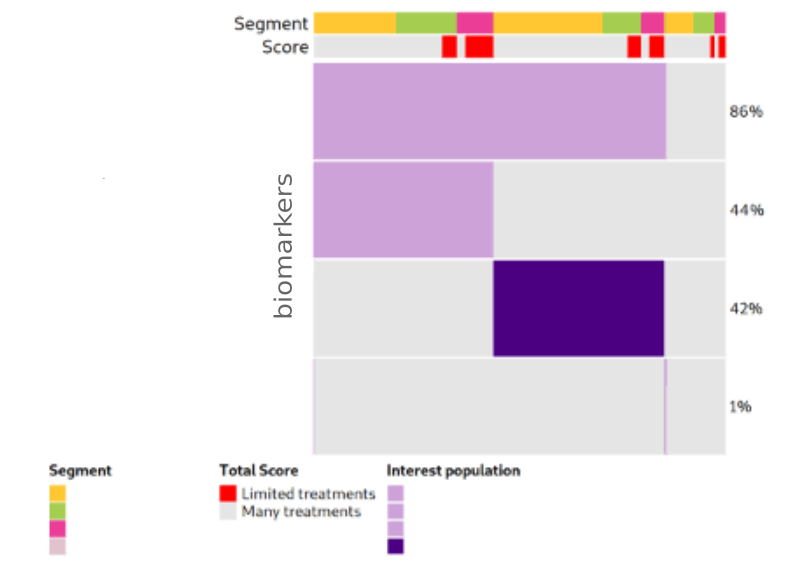 Segment
Score
86%
44%
42%
1%
biomarkers
Segment
Total Score
Limited treatments
Many treatments
Interest population